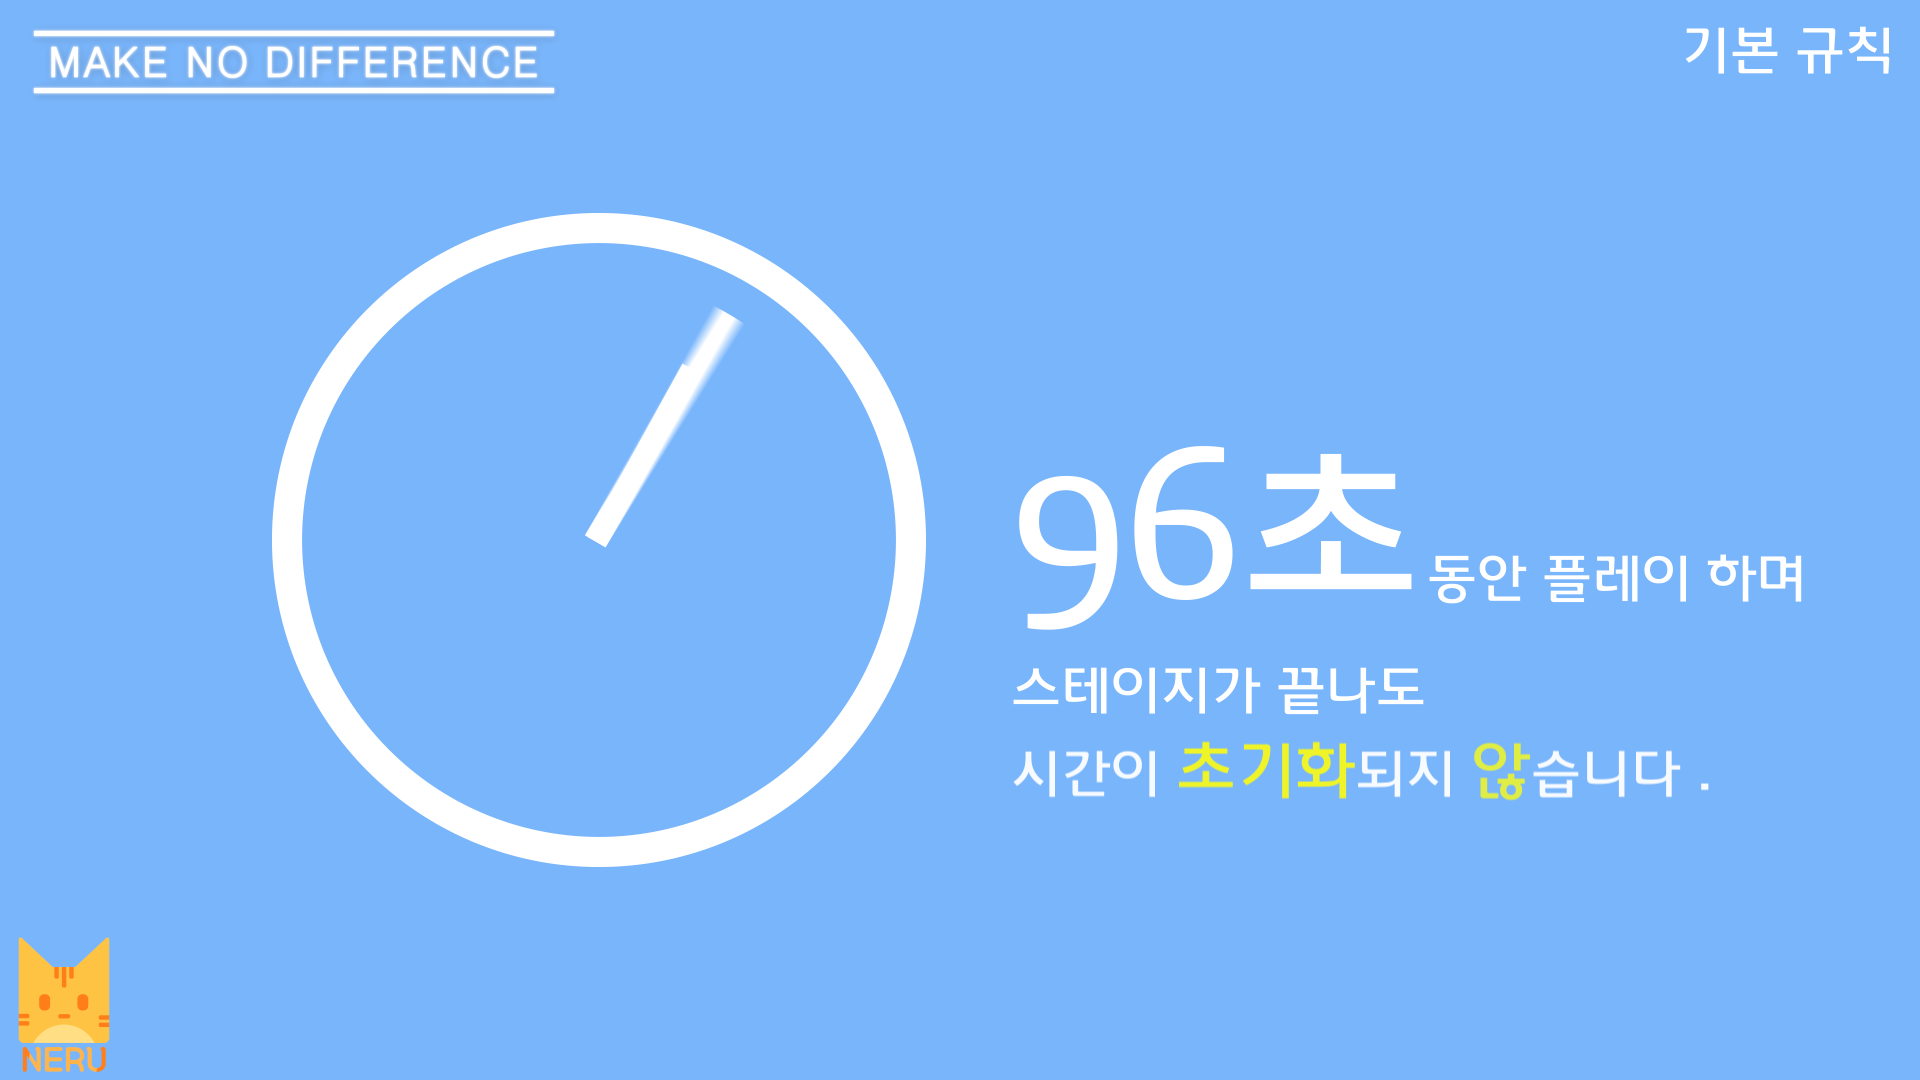 MAKE NO DIFFERENCE
기본 규칙
96초 동안 플레이 하며
스테이지가 끝나도
시간이 초기화되지 않습니다 .
NERU